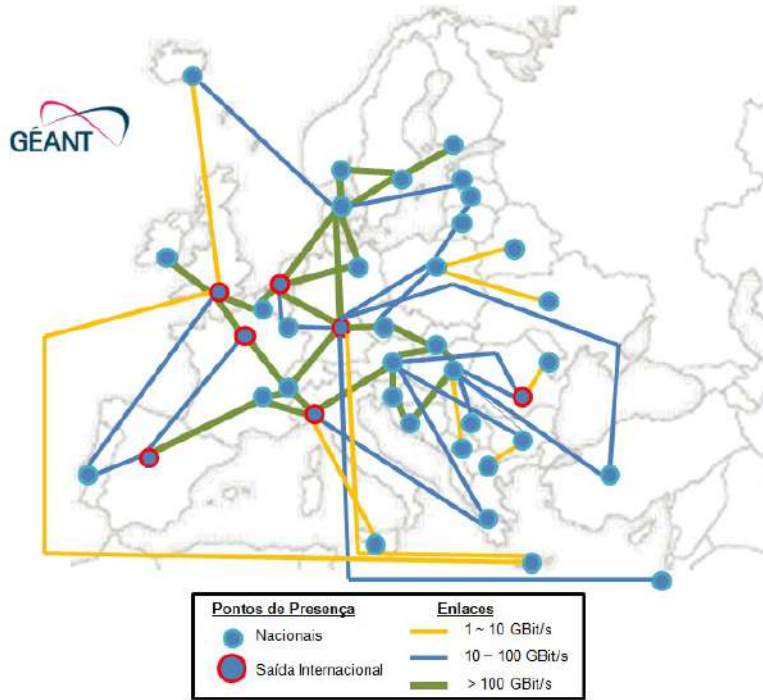 GÉANT
Pontos de Presença
Nacionais
Saída Internacional
Enlaces
1 ~ 10 GBit/s
10 – 100 GBit/s
> 100 GBit/s